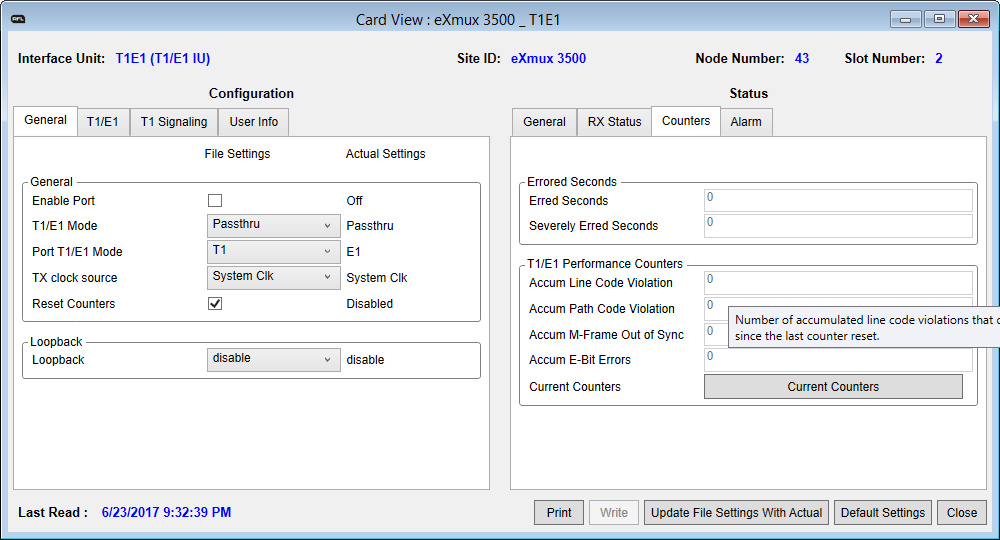 RFL
Card View : eXmux 3500 _ T1E1
Interface Unit: T1E1 (T1/E1 IU) Site ID: eXmux 3500 Node Number: 43 Slot Number: 2
Configuration
General T1/E1 T1 Signaling User Info
File Settings Actual Settings
General
Enable Port Off
T1/E1 Mode Passthru Passthru
Port T1/E1 Mode T1 E1
TX clock source System Clk System Clk
Reset Counters Disabled
Loopback
Loopback disable disable
Status
General RX Status Counters Alarm
Errored Seconds
Erred Seconds 0
Severely Erred Seconds 0
T1/E1 Performance Counters
Accum Line Code Violation 0
Accum Path Code Violation 0
Accum M-Frame Out of Sync 0
Accum E-Bit Errors 0
Number of accumulated line code violations that
since the last counter reset.
Current Counters Current Counters
Last Read : 6/23/2017 9:32:39 PM
Print Write Update File Settings With Actual Default Settings Close